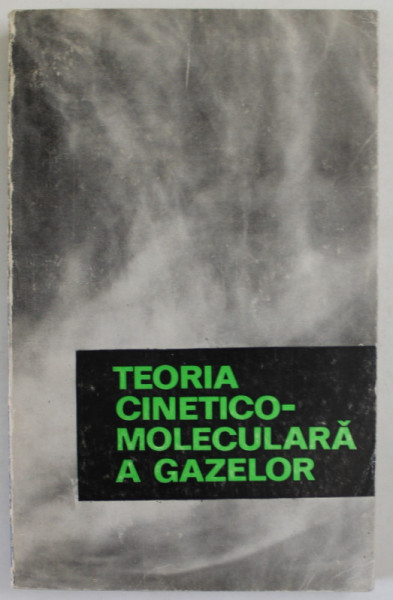 TEORIA
CINETICO-
MOLECULARĂ
A GAZELOR